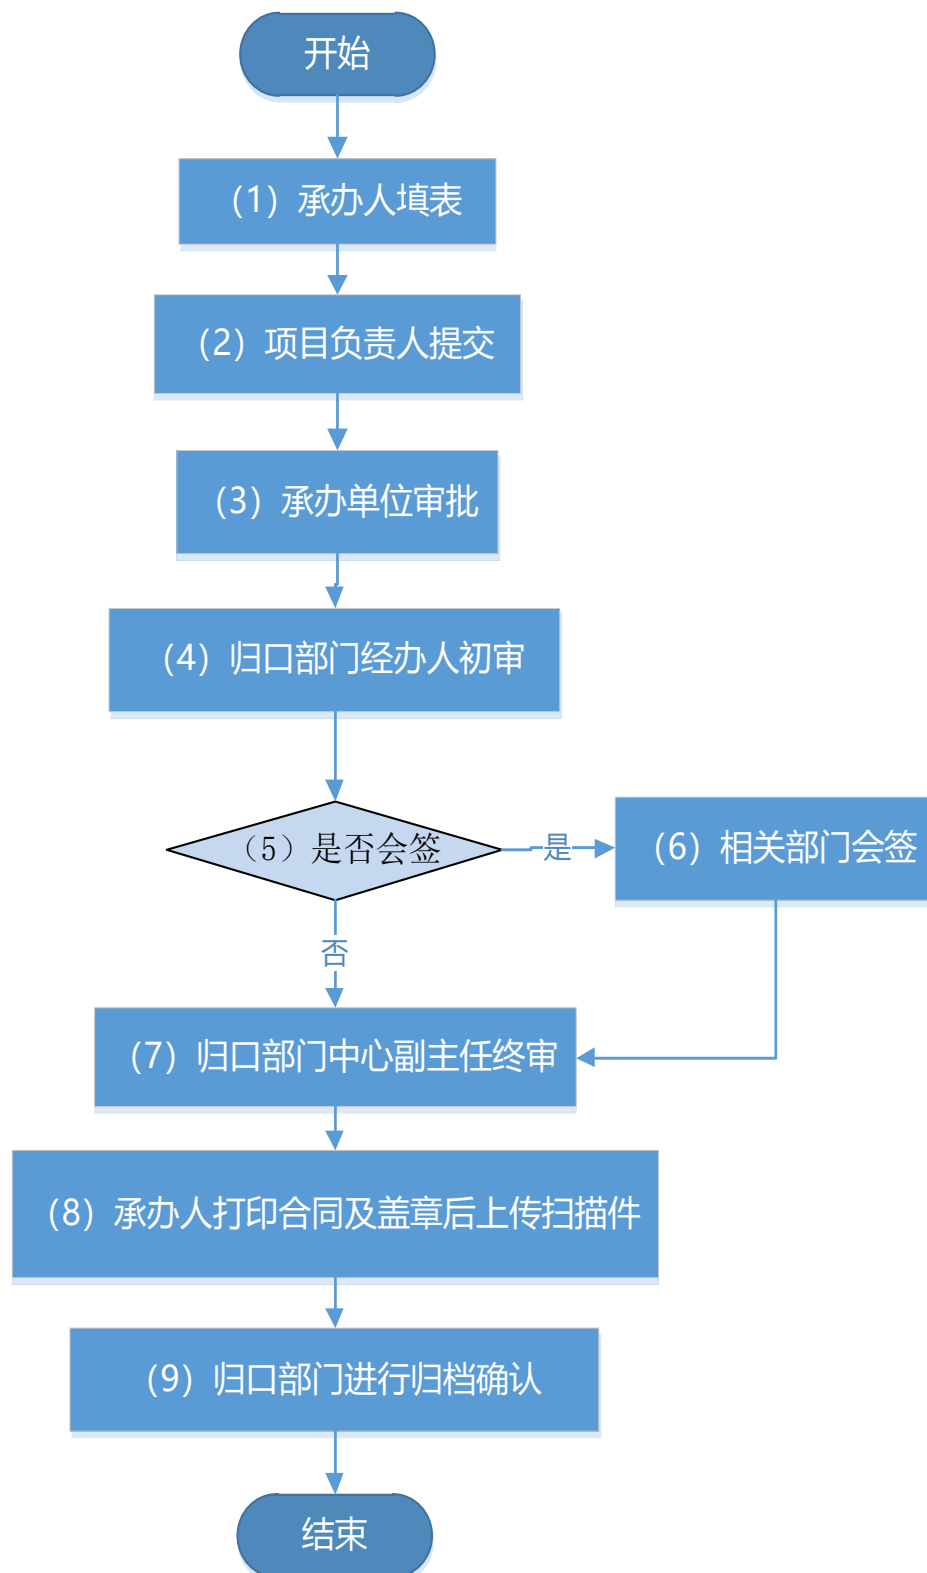 开始
（1）承办人填表
（2）项目负责人提交
（3）承办单位审批
（4）归口部门经办人初审
（5）是否会签
是
（6）相关部门会签
否
（7）归口部门中心副主任终审
（8）承办人打印合同及盖章后上传扫描件
（9）归口部门进行归档确认
结束